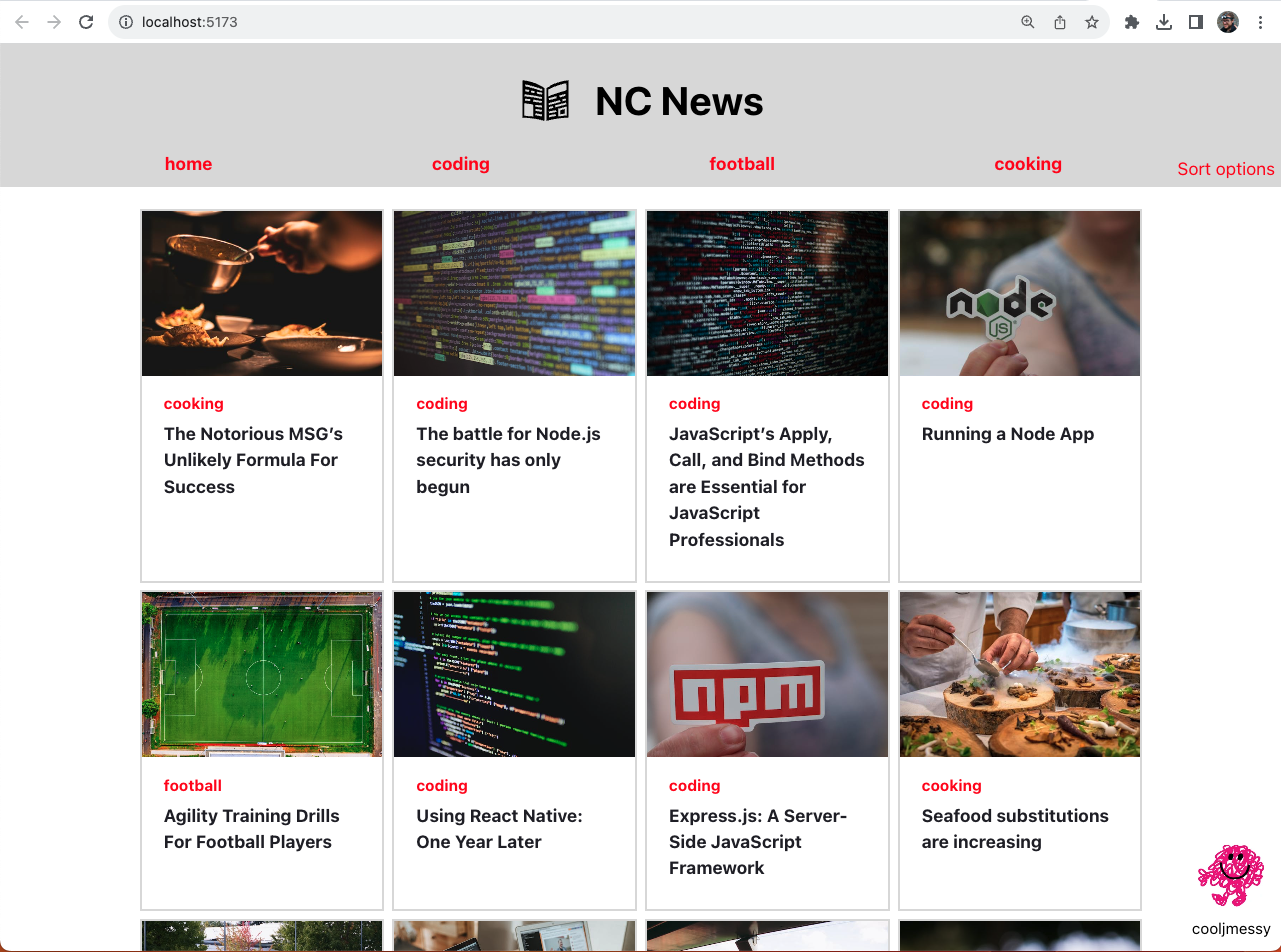 localhost:5173
NC News
home
coding
football
cooking
Sort options
node
JS
cooking
The Notorious MSG’s
Unlikely Formula For
Success
coding
The battle for Node.js
security has only
begun
coding
JavaScript’s Apply,
Call, and Bind Methods
are Essential for
JavaScript
Professionals
coding
Running a Node App
npm
football
Agility Training Drills
For Football Players
coding
Using React Native:
One Year Later
coding
Express.js: A Server-
Side JavaScript
Framework
cooking
Seafood substitutions
are increasing
cooljmessy